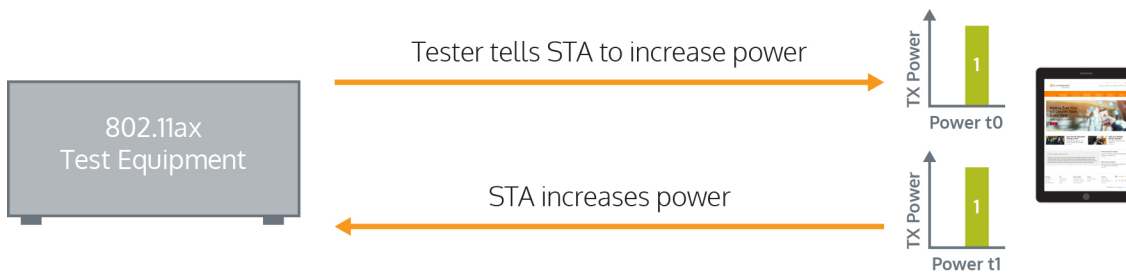 Tester tells STA to increase power
TX Power
1
Power t0
802.11ax
Test Equipment
STA increases power
TX Power
1
Power t1